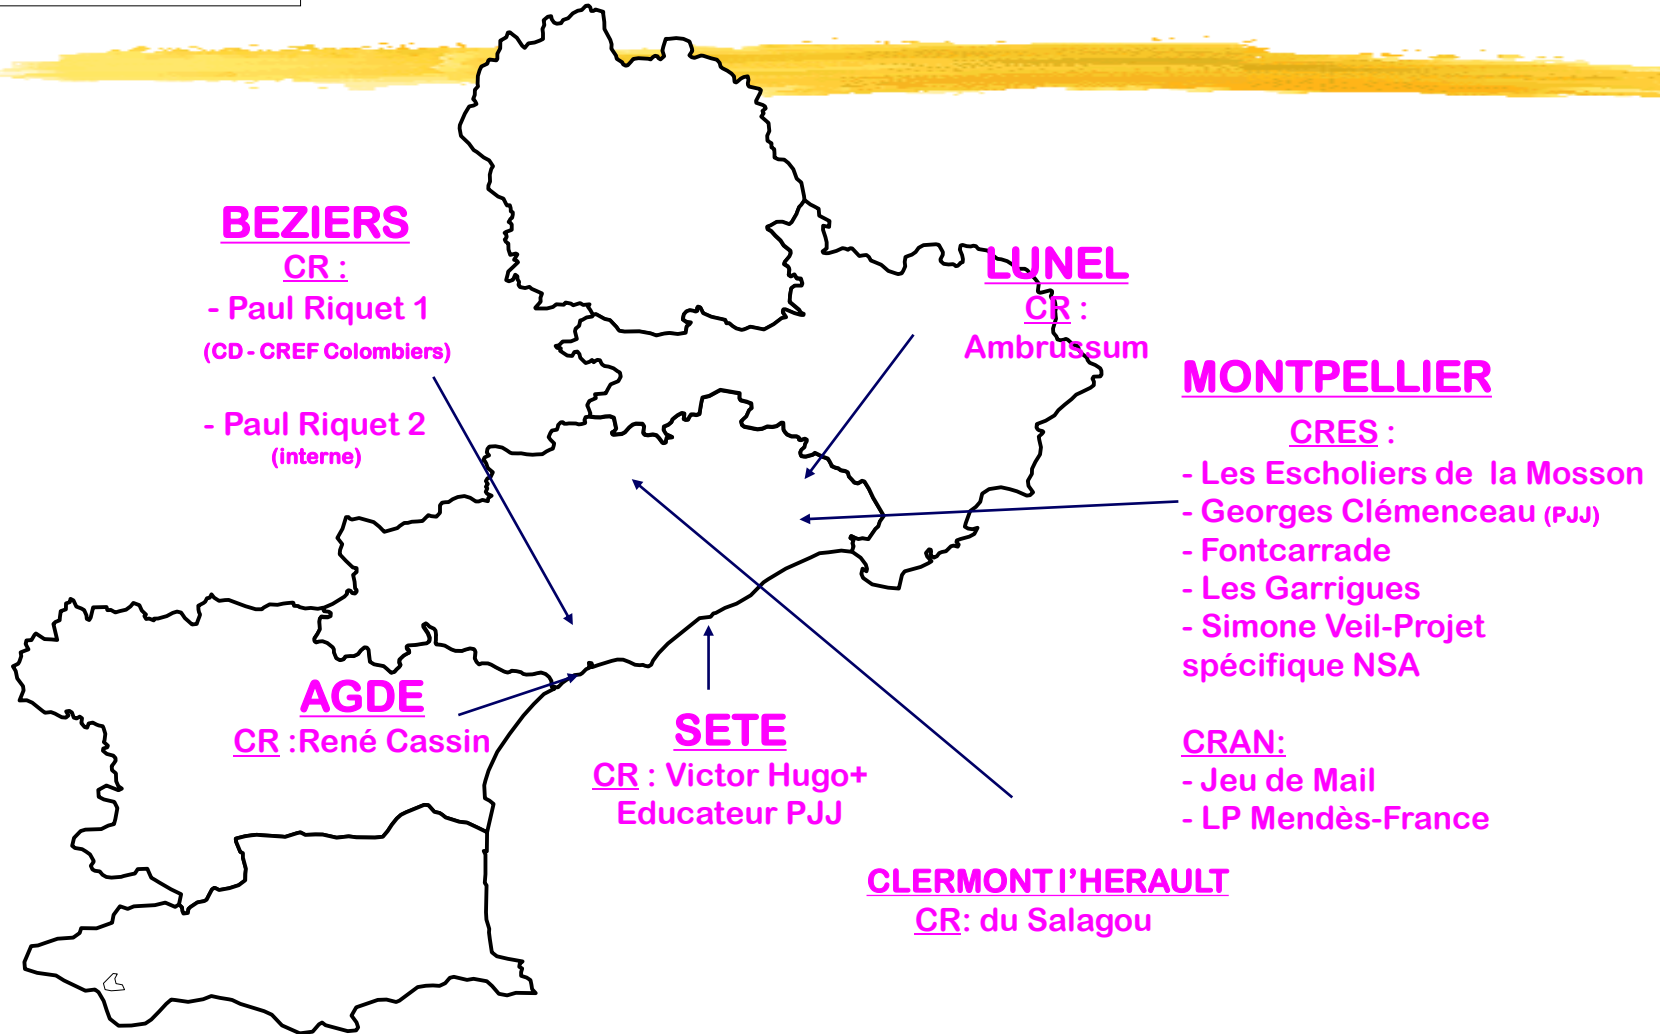 BEZIERS
CR :
- Paul Riquet 1
(CD - CREF Colombiers)
- Paul Riquet 2
(interne)
LUNEL
CR :
Ambrussum
MONTPELLIER
CRES :
- Les Escholiers de  la Mosson
- Georges Clémenceau (PJJ)
- Fontcarrade
- Les Garrigues
- Simone Veil-Projet
spécifique NSA
CRAN:
- Jeu de Mail
- LP Mendès-France
AGDE
CR :René Cassin
SETE
CR : Victor Hugo+
Educateur PJJ
CLERMONT l’HERAULT
CR: du Salagou